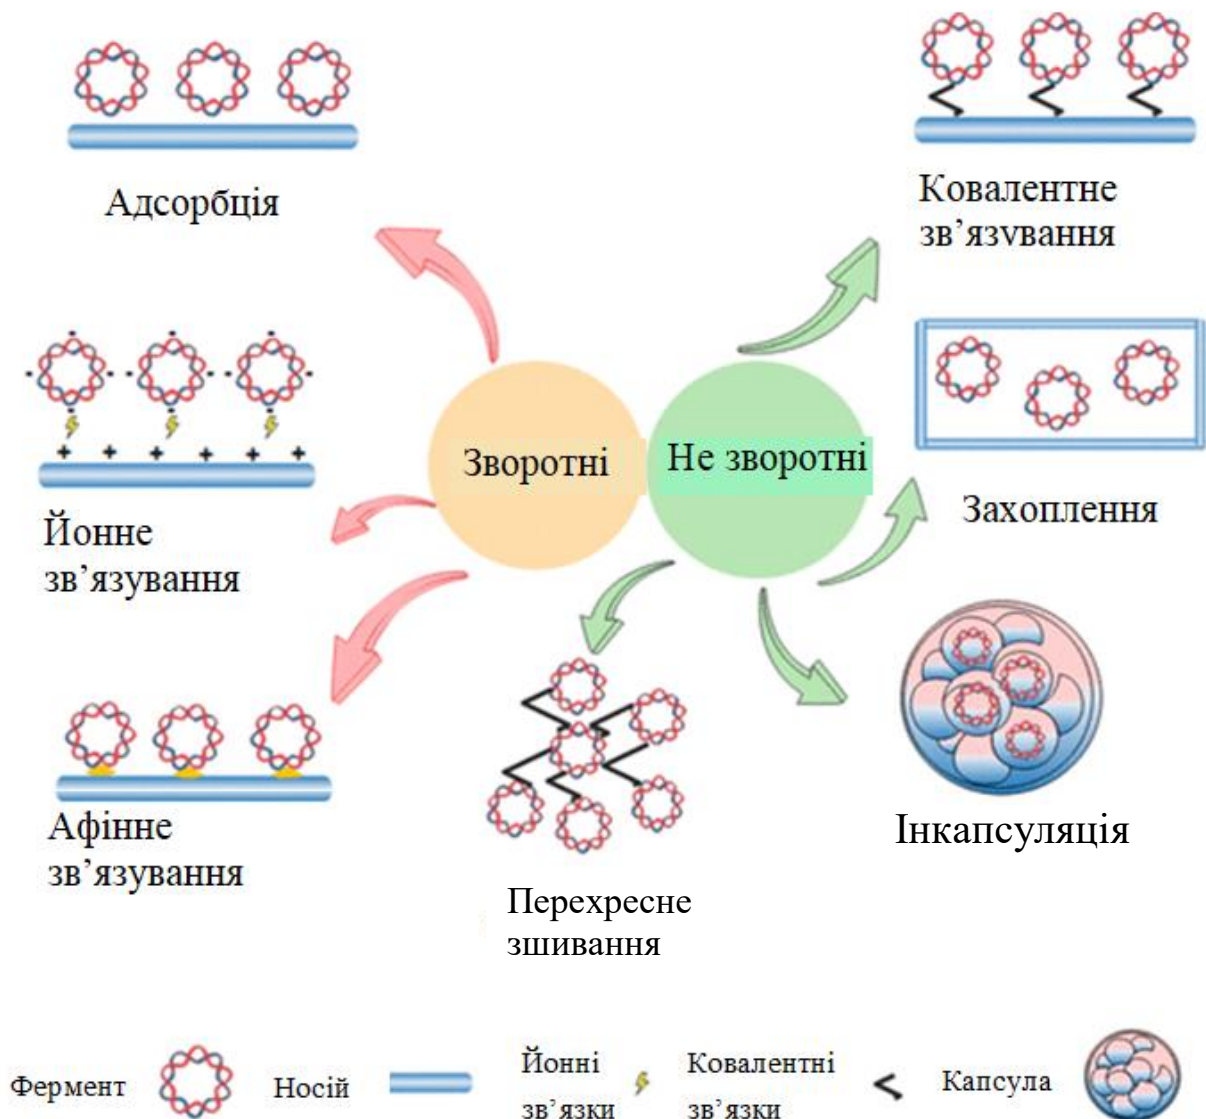 Адсорбція
Ковалентне
зв’язування
Зворотні
Не зворотні
Йонне
зв’язування
Захоплення
Афінне
зв’язування
Перехресне
зшивання
Інкапсуляція
Фермент
Носій
Йонні
зв’язки
Ковалентні
зв’язки
Капсула